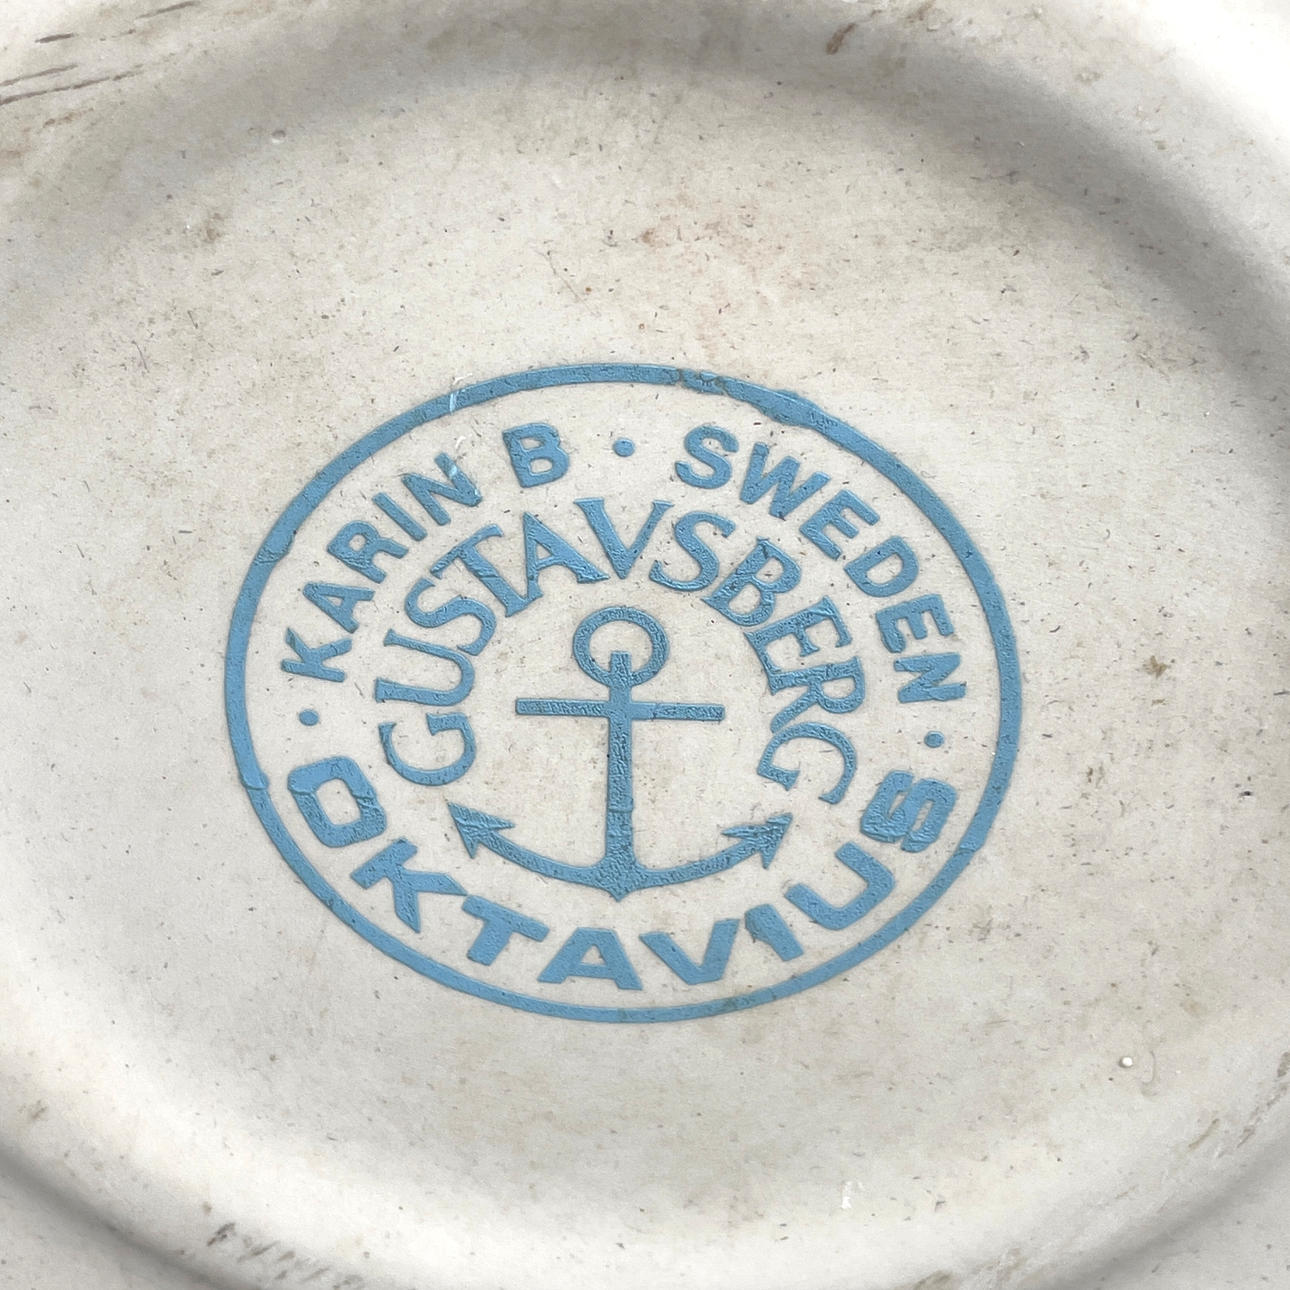 KARIN B · SWEDEN
GUSTAVSBERG
· OKTAVIUS ·